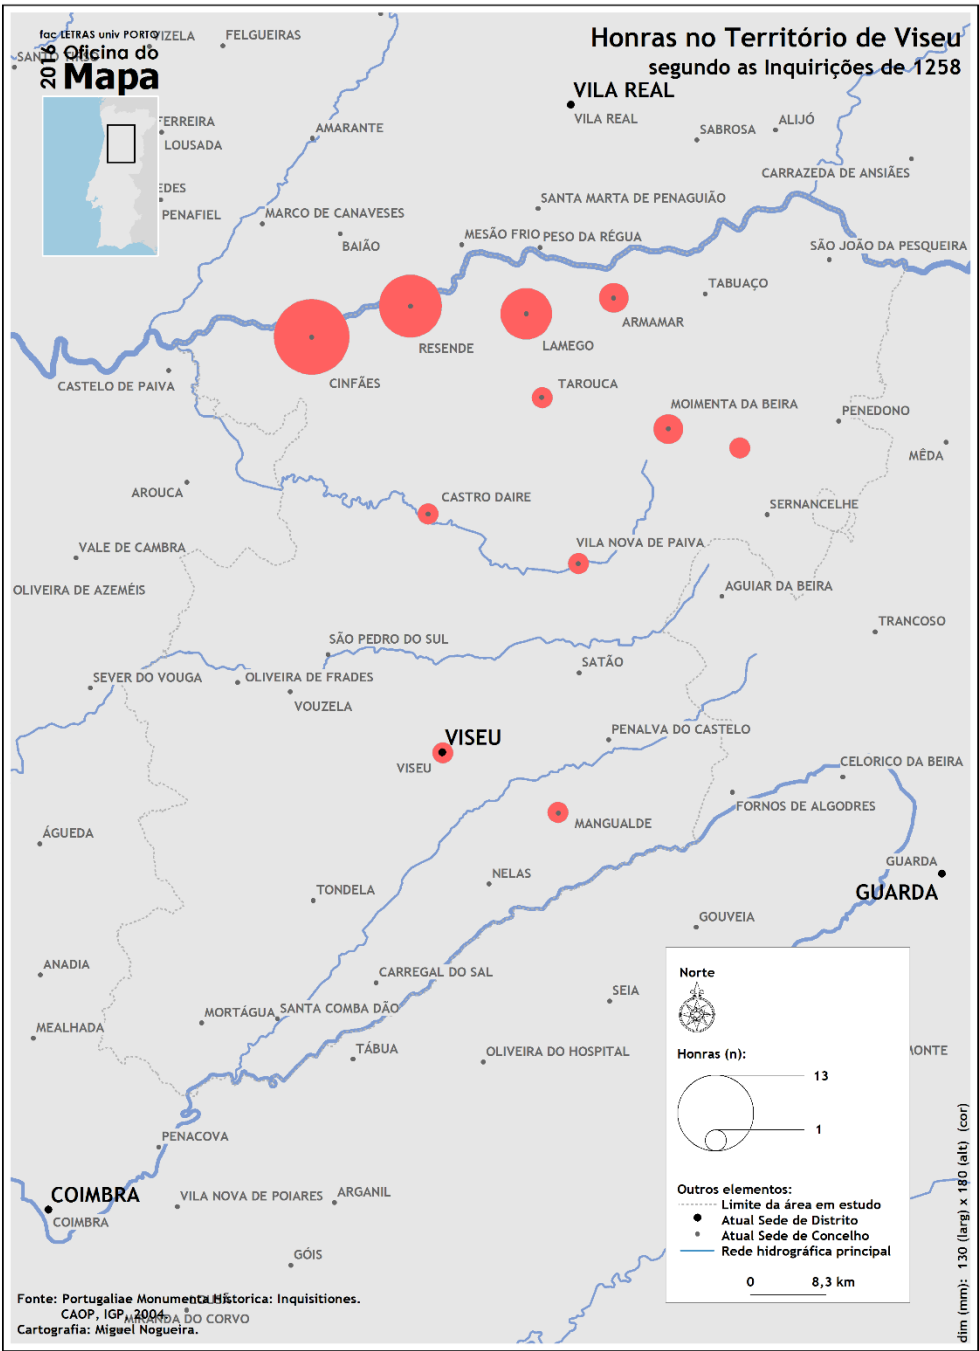 fac LETRAS univ PORTO
2016 Oficina do
Mapa
Honras no Território de Viseu
segundo as Inquirições de 1258
VIZELA
FELGUEIRAS
SANTO TIRSO
VILA REAL
VILA REAL
ALIJÓ
SABROSA
FERREIRA
AMARANTE
LOUSADA
CARRAZEDA DE ANSIÃES
EDES
SANTA MARTA DE PENAGUIÃO
PENAFIEL
MARCO DE CANAVESES
MESÃO FRIO
PESO DA RÉGUA
BAIÃO
SÃO JOÃO DA PESQUEIRA
TABUAÇO
ARMAMAR
RESENDE
LAMEGO
CINFÃES
CASTELO DE PAIVA
TAROUCA
MOIMENTA DA BEIRA
PENEDONO
MÊDA
AROUCA
CASTRO DAIRE
SERNANCELHE
VILA NOVA DE PAIVA
VALE DE CAMBRA
OLIVEIRA DE AZEMÉIS
AGUIAR DA BEIRA
TRANCOSO
SÃO PEDRO DO SUL
SATÃO
SEVER DO VOUGA
OLIVEIRA DE FRADES
VOUZELA
PENALVA DO CASTELO
VISEU
VISEU
CELORICO DA BEIRA
FORNOS DE ALGODRES
MANGUALDE
ÁGUEDA
GUARDA
GUARDA
NELAS
TONDELA
GOUVEIA
ANADIA
CARREGAL DO SAL
SEIA
MORTÁGUA
SANTA COMBA DÃO
MEALHADA
TÁBUA
OLIVEIRA DO HOSPITAL
MONTE
PENACOVA
COIMBRA
COIMBRA
VILA NOVA DE POIARES
ARGANIL
GÓIS
LOUSÃ
MIRANDA DO CORVO
Norte
Honras (n):
13
1
Outros elementos:
Limite da área em estudo
Atual Sede de Distrito
Atual Sede de Concelho
Rede hidrográfica principal
0 8,3 km
Fonte: Portugaliae Monumenta Historica: Inquisitiones.
CAOP, IGP, 2004.
Cartografia: Miguel Nogueira.
dim (mm): 130 (larg) x 180 (alt) (cor)